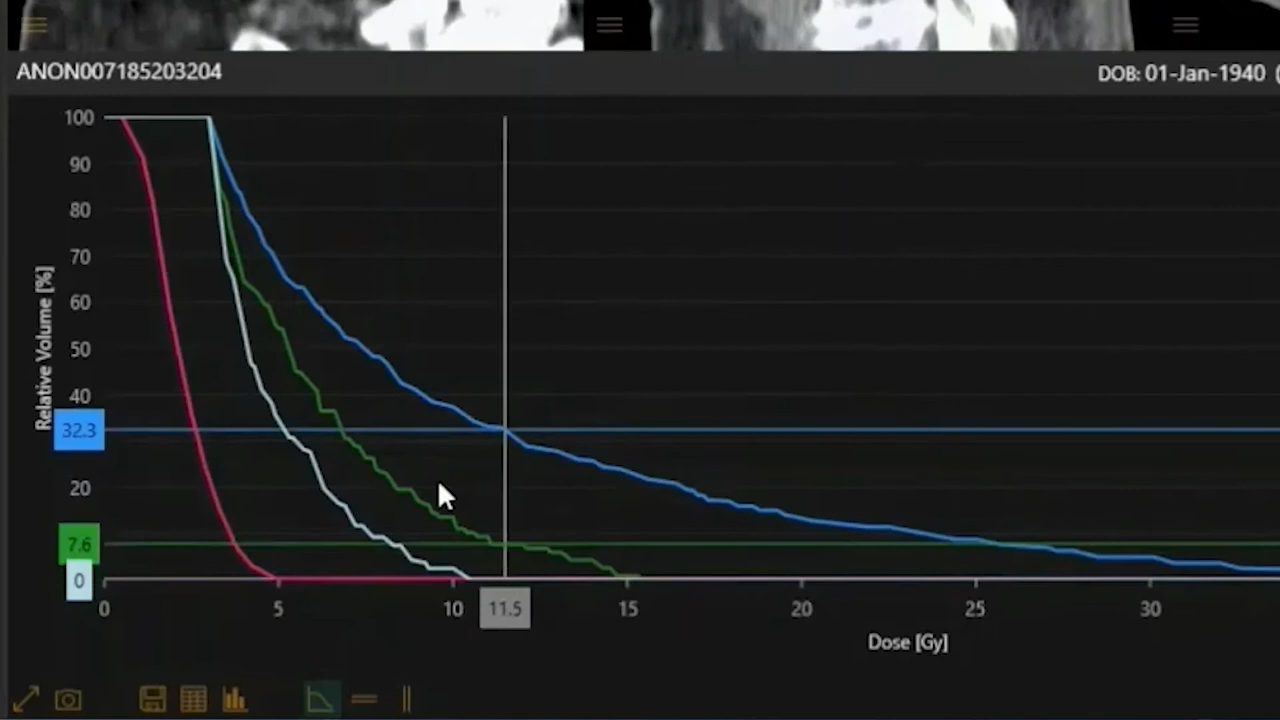 ANON007185203204
DOB: 01-Jan-1940 (
100
90
80
70
60
50
40
32.3
20
7.6
0
Relative Volume [%]
0 5 10 11.5 15 20 25 30
Dose [Gy]